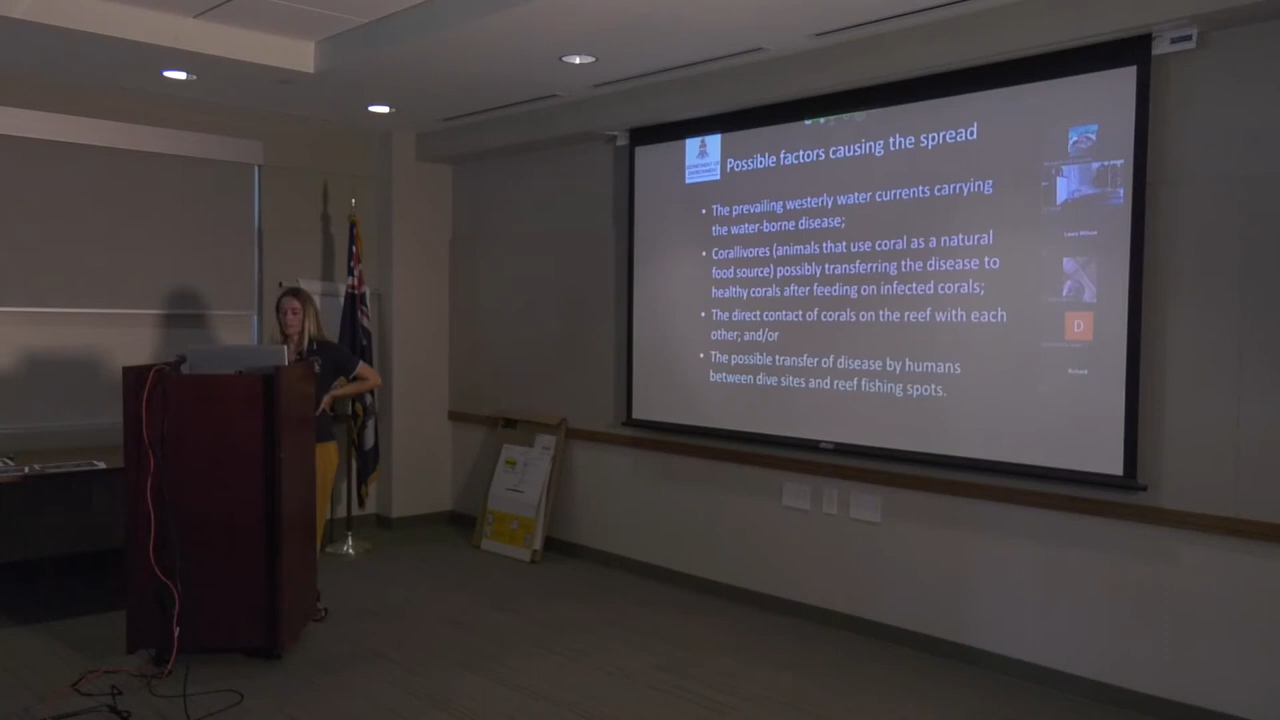 DEPARTMENT OF
ENVIRONMENT
Possible factors causing the spread
• The prevailing westerly water currents carrying
the water-borne disease;
• Corallivores (animals that use coral as a natural
food source) possibly transferring the disease to
healthy corals after feeding on infected corals;
• The direct contact of corals on the reef with each
other; and/or
• The possible transfer of disease by humans
between dive sites and reef fishing spots.
D